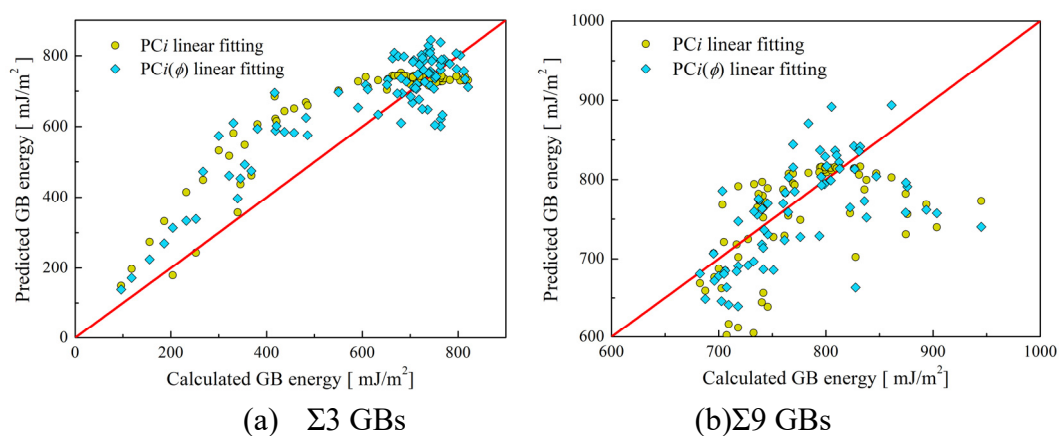 PCi linear fitting
PCi(ϕ) linear fitting
Predicted GB energy [ mJ/m²]
800
600
400
200
0
0 200 400 600 800
Calculated GB energy [ mJ/m²]
(a) Σ3 GBs
PCi linear fitting
PCi(ϕ) linear fitting
Predicted GB energy [ mJ/m²]
1000
900
800
700
600
600 700 800 900 1000
Calculated GB energy [ mJ/m²]
(b)Σ9 GBs